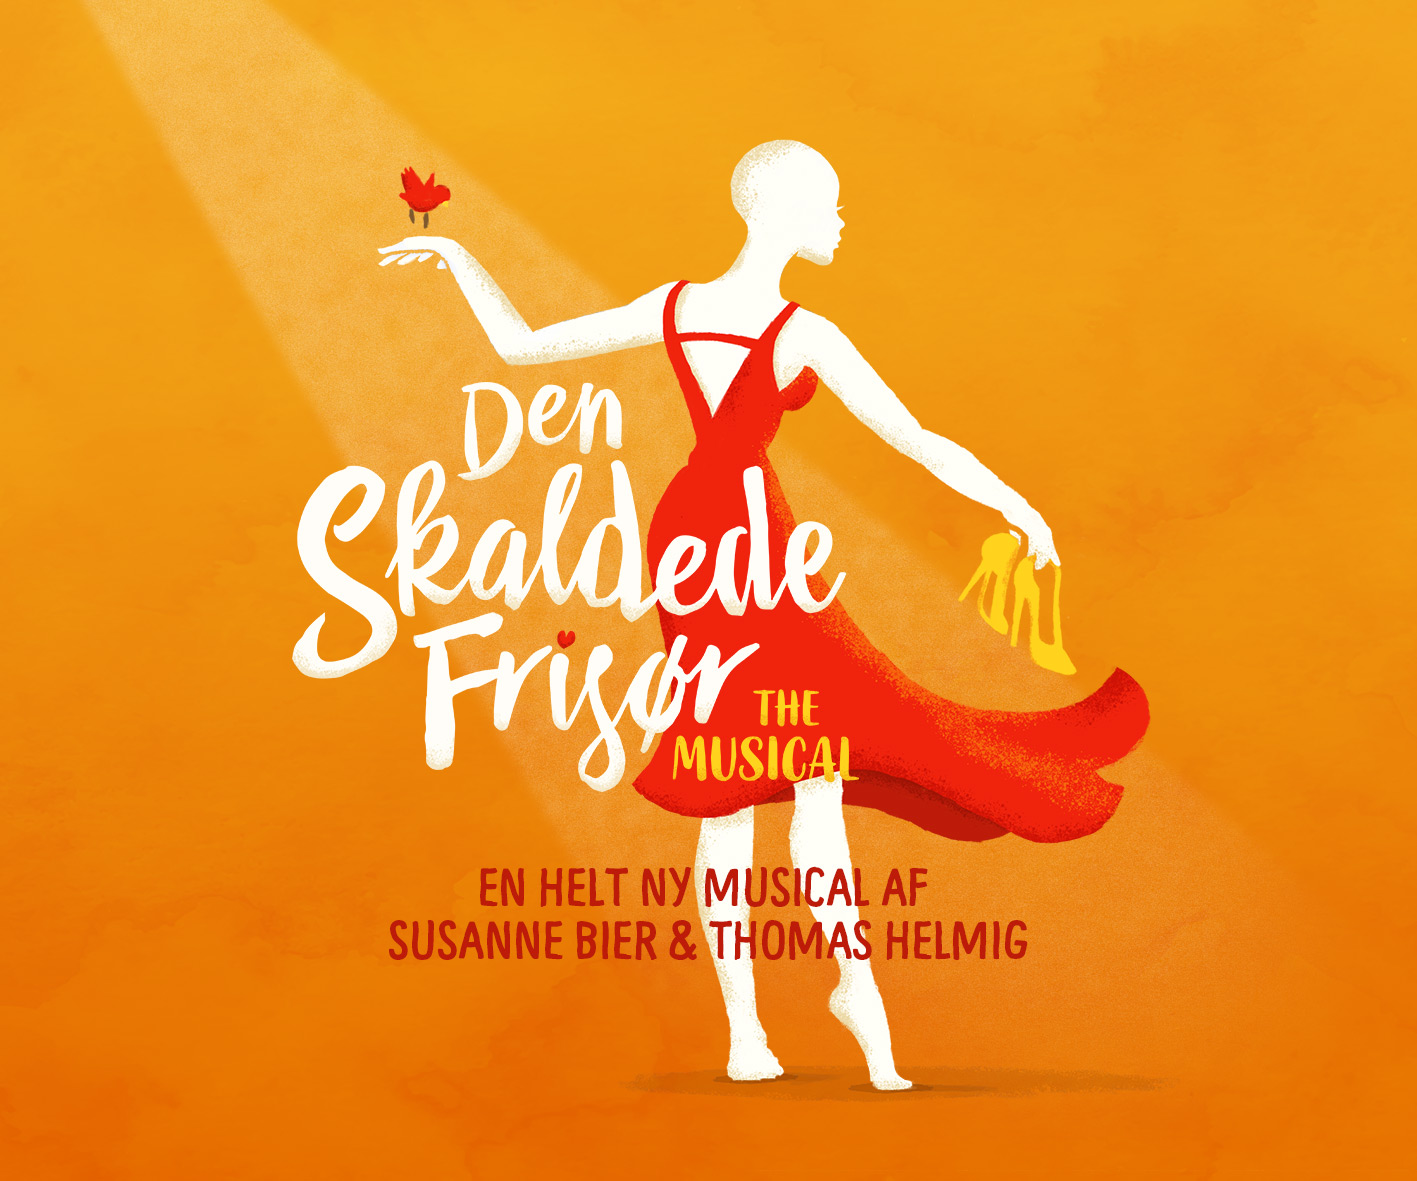 Den
Skaldede
Frisør
THE
MUSICAL
EN HELT NY MUSICAL AF
SUSANNE BIER & THOMAS HELMIG